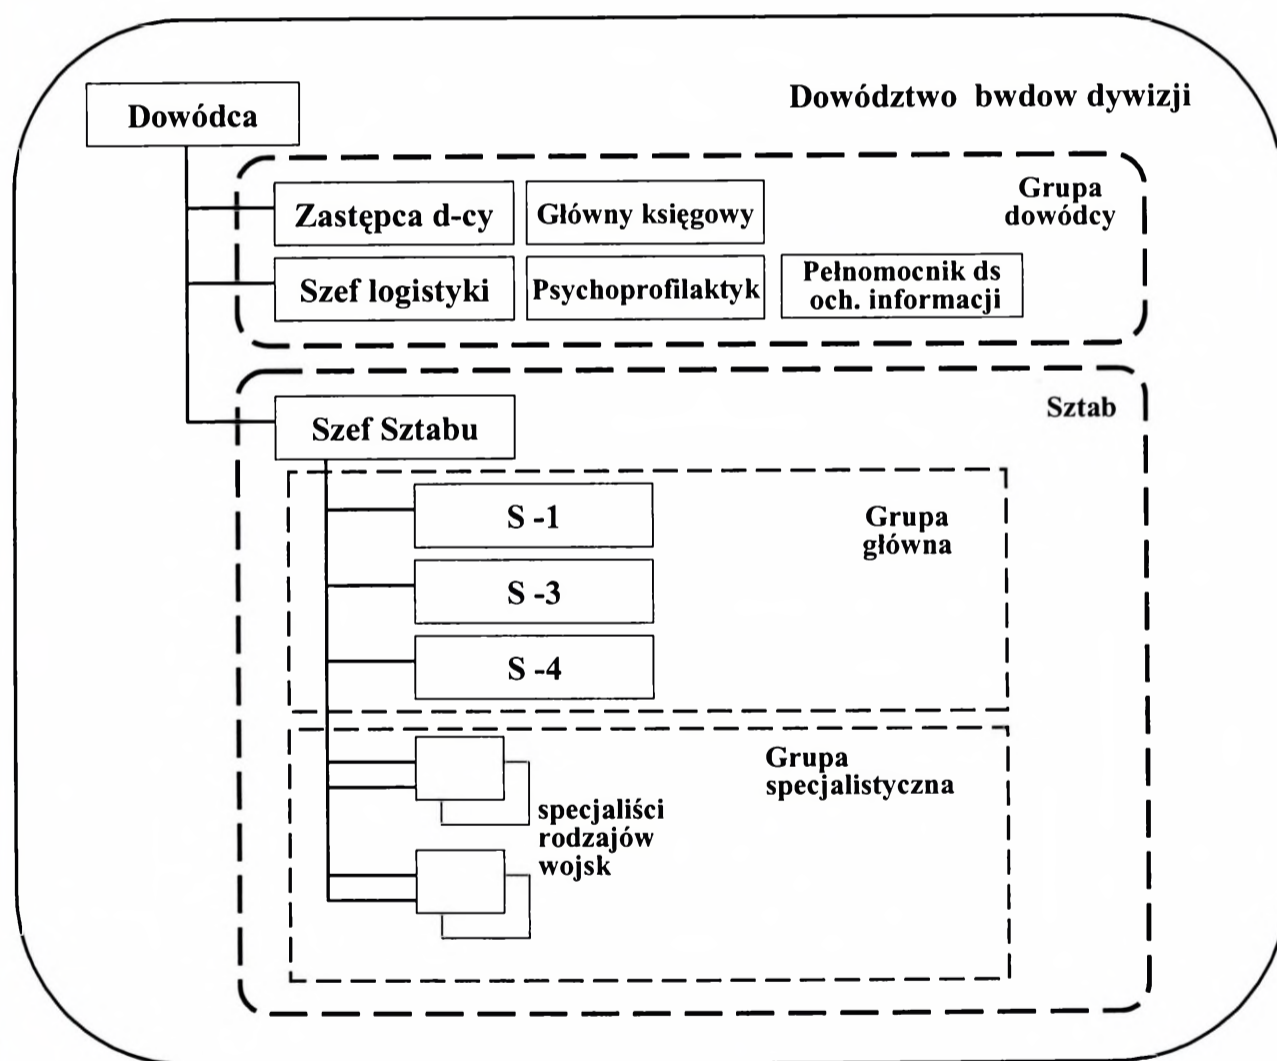 Dowództwo bwdow dywizji
Dowódca
Grupa
dowódcy
Zastępca d-cy
Główny księgowy
Szef logistyki
Psychoprofilaktyk
Pełnomocnik ds
och. informacji
Sztab
Szef Sztabu
Grupa
główna
S -1
S -3
S -4
Grupa
specjalistyczna
specjaliści
rodzajów
wojsk